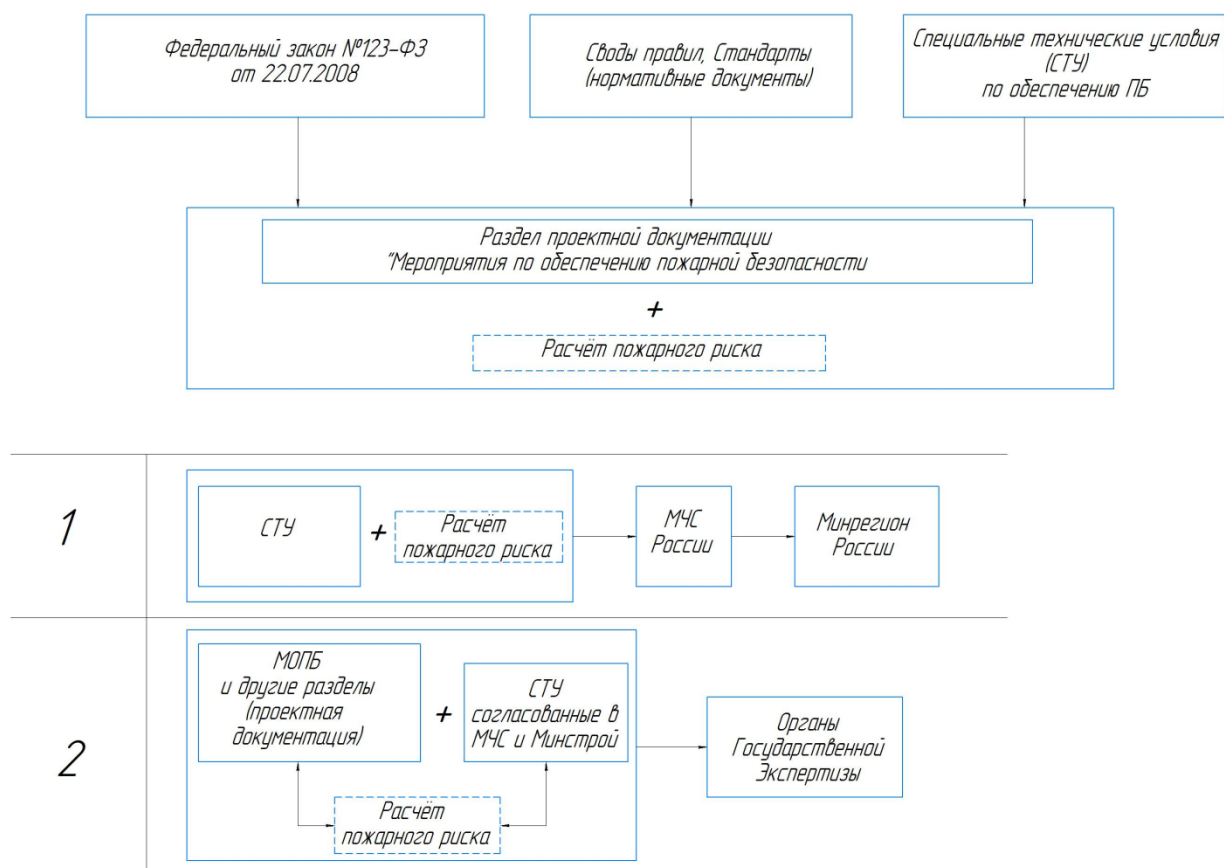 Федеральный закон №123-ФЗ
от 22.07.2008
Своды правил, Стандарты
(нормативные документы)
Специальные технические условия
(СТУ)
по обеспечению ПБ
Раздел проектной документации
"Мероприятия по обеспечению пожарной безопасности
+
Расчёт пожарного риска
1
СТУ
+
Расчёт
пожарного риска
МЧС
России
Минрегион
России
2
МОПБ
и другие разделы
(проектная
документация)
+
СТУ
согласованные в
МЧС и Минстрой
Расчёт
пожарного риска
Органы
Государственной
Экспертизы